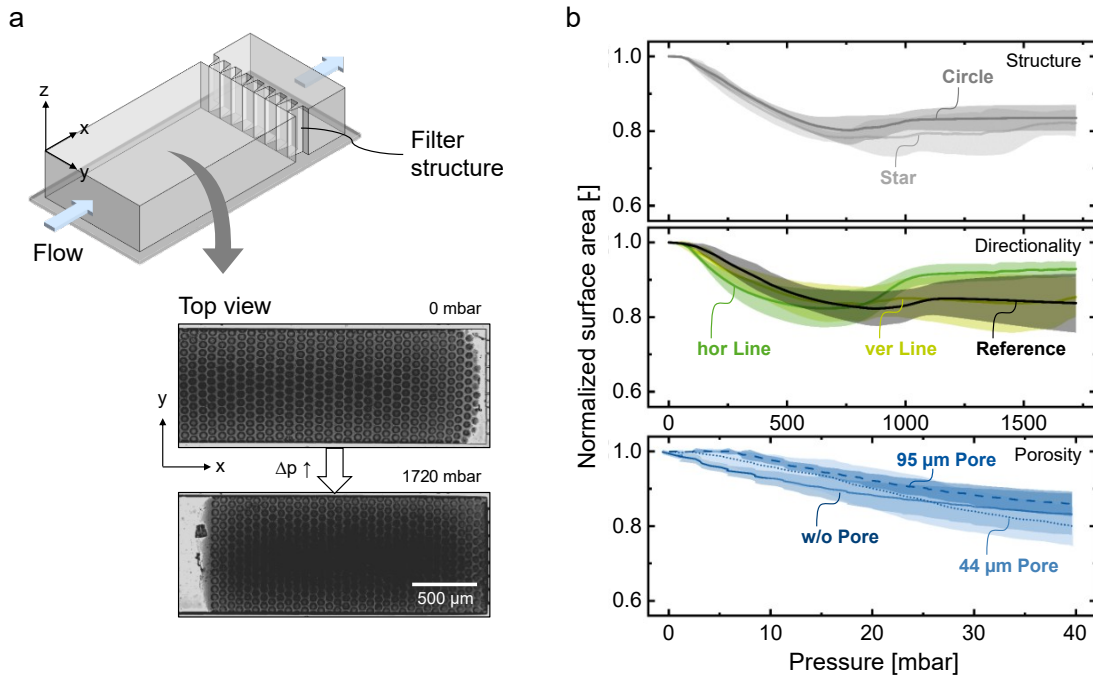 a
z
x
y
Flow
Filter
structure
Top view
0 mbar
y
x
Δp ↑
1720 mbar
500 µm
b
Normalized surface area [-]
1.0
0.8
0.6
Structure
Circle
Star
1.0
0.8
0.6
Directionality
hor Line
ver Line
Reference
0
500
1000
1500
1.0
0.8
0.6
Porosity
95 µm Pore
w/o Pore
44 µm Pore
0
10
20
30
40
Pressure [mbar]